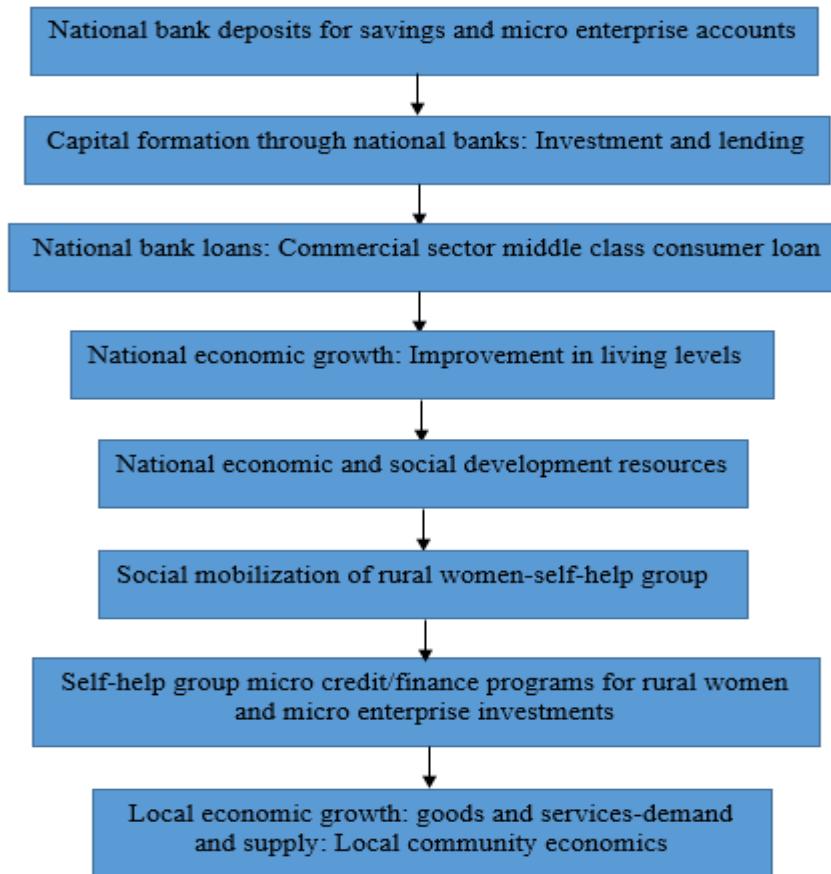 National bank deposits for savings and micro enterprise accounts
Capital formation through national banks: Investment and lending
National bank loans: Commercial sector middle class consumer loan
National economic growth: Improvement in living levels
National economic and social development resources
Social mobilization of rural women-self-help group
Self-help group micro credit/finance programs for rural women
and micro enterprise investments
Local economic growth: goods and services-demand
and supply: Local community economics